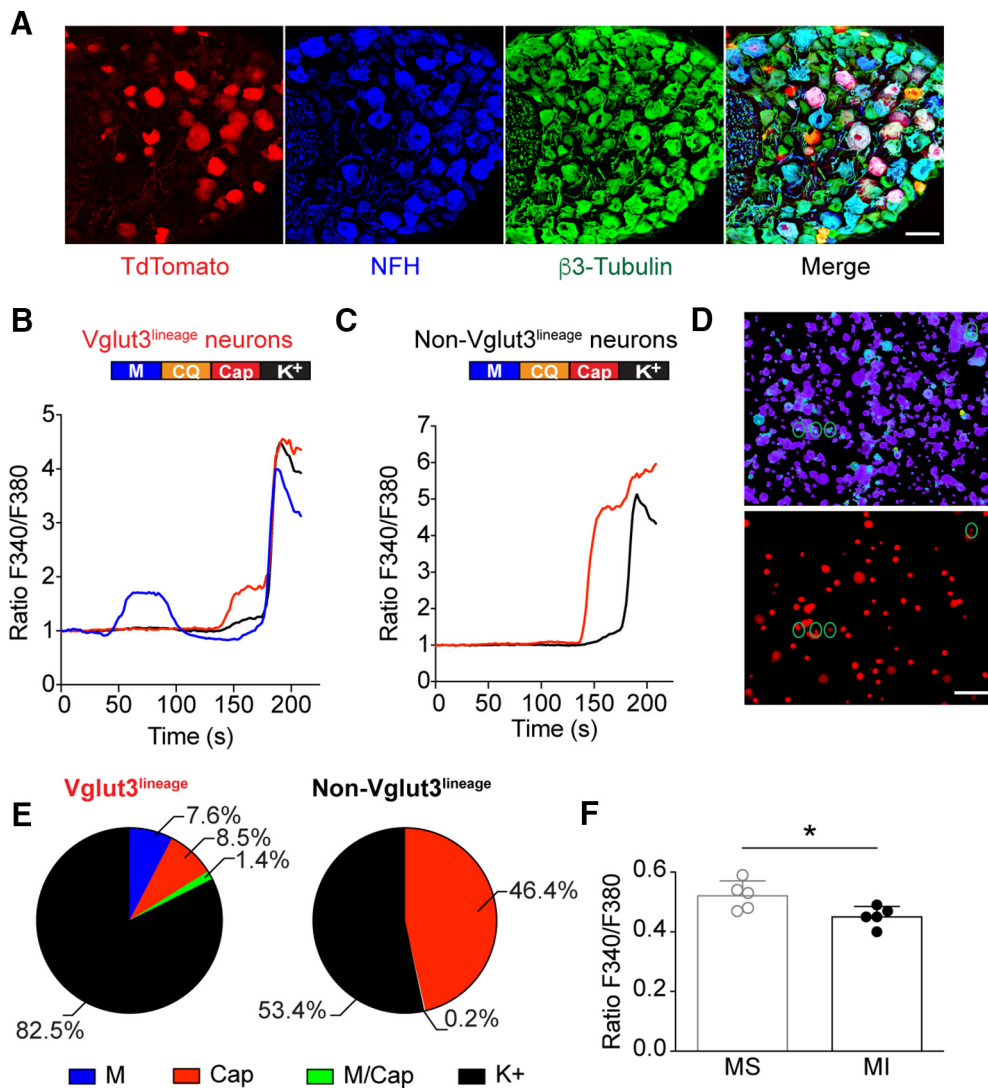 A
TdTomato NFH β3-Tubulin Merge
B
Vglut3lineage neurons
M CQ Cap K+
Ratio F340/F380
5
4
3
2
1
0
0 50 100 150 200
Time (s)
C
Non-Vglut3lineage neurons
M CQ Cap K+
Ratio F340/F380
7
6
5
4
3
2
1
0
0 50 100 150 200
Time (s)
D
E
Vglut3lineage
7.6%
8.5%
1.4%
82.5%
Non-Vglut3lineage
46.4%
53.4%
0.2%
M Cap M/Cap K+
F
*
Ratio F340/F380
0.6
0.4
0.2
0.0
MS MI